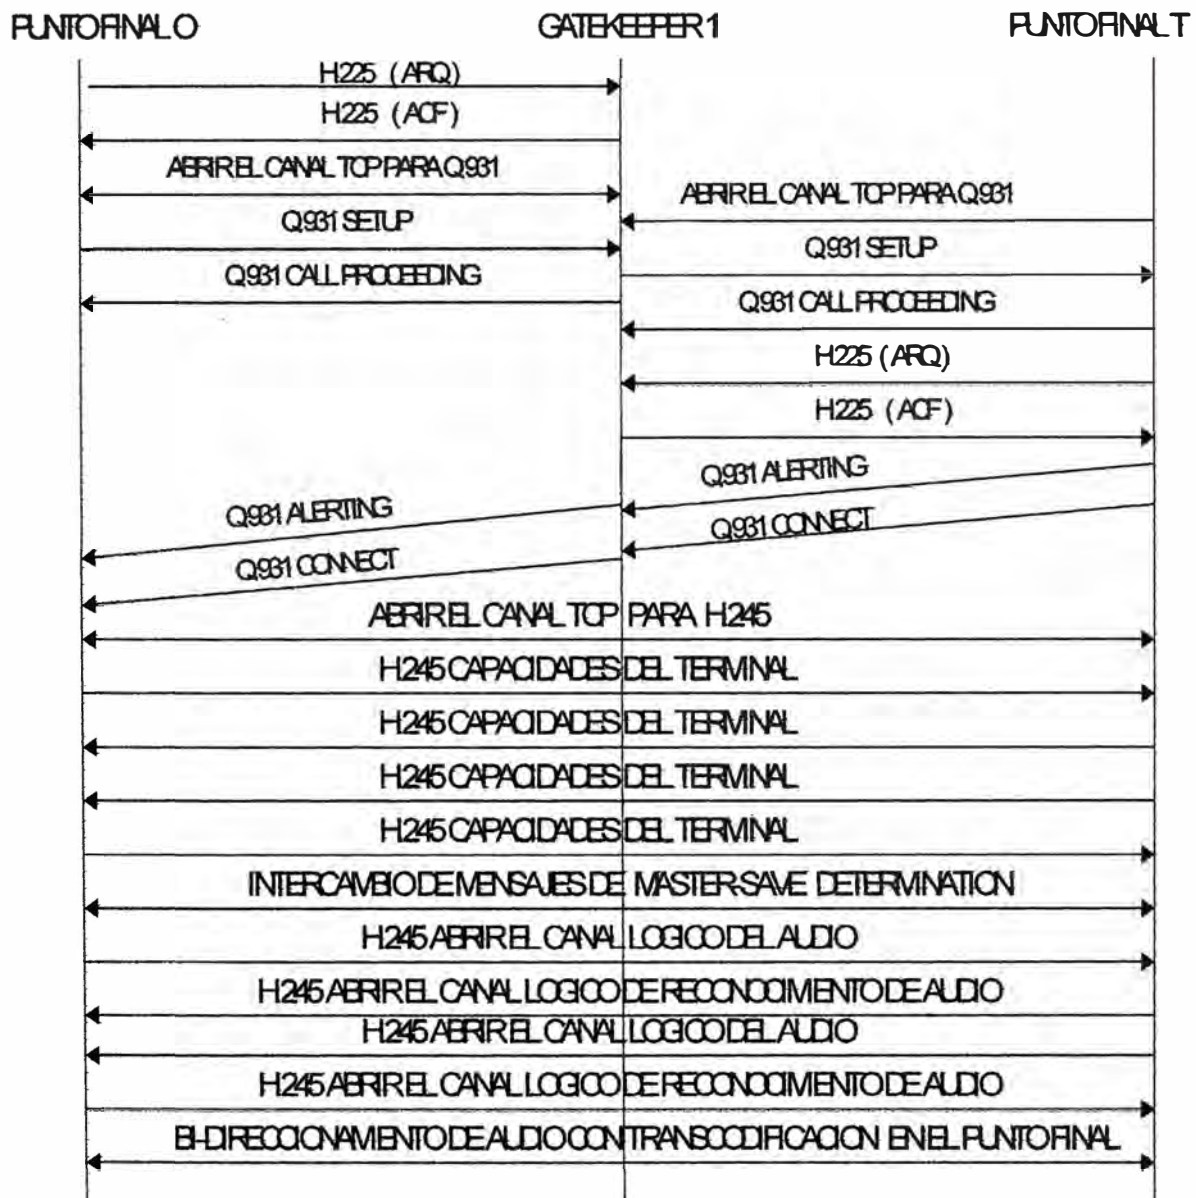 PUNTO FINAL O GATEKEEPER 1 PUNTO FINAL T
H225 (ARQ)
H225 (ACF)
ABRIR EL CANAL TCP PARA Q931
ABRIR EL CANAL TCP PARA Q931
Q931 SETUP
Q931 SETUP
Q931 CALL PROCEEDING
Q931 CALL PROCEEDING
H225 (ARQ)
H225 (ACF)
Q931 ALERTING
Q931 ALERTING
Q931 CONNECT
Q931 CONNECT
ABRIR EL CANAL TCP PARA H245
H245 CAPACIDADES DEL TERMINAL
H245 CAPACIDADES DEL TERMINAL
H245 CAPACIDADES DEL TERMINAL
H245 CAPACIDADES DEL TERMINAL
INTERCAMBIO DE MENSAJES DE MASTER-SAVE DETERMINATION
H245 ABRIR EL CANAL LOGICO DEL AUDIO
H245 ABRIR EL CANAL LOGICO DE RECONOCIMIENTO DE AUDIO
H245 ABRIR EL CANAL LOGICO DEL AUDIO
H245 ABRIR EL CANAL LOGICO DE RECONOCIMIENTO DE AUDIO
BI-DIRECCIONAMIENTO DE AUDIO CON TRANSCODIFICACION EN EL PUNTO FINAL